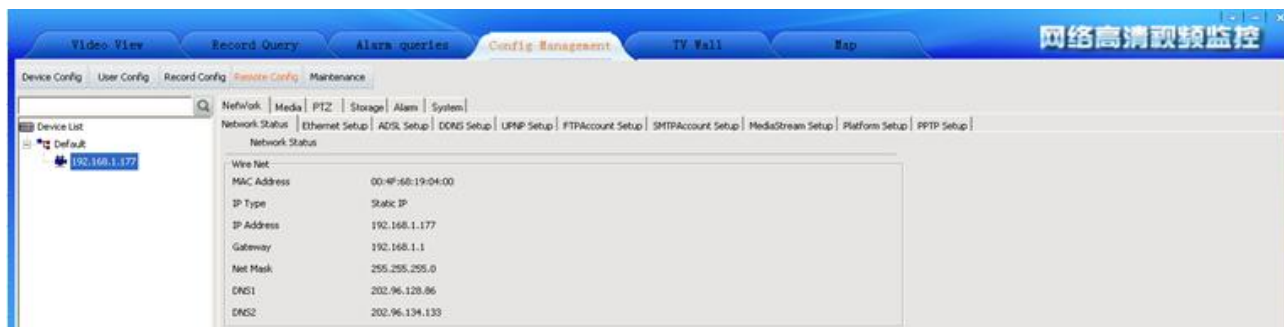 Video View Record Query Alarm queries Config Management TV Wall Map 网络高清视频监控
Device Config User Config Record Config Remote Config Maintenance
Network Media PTZ Storage Alarm System
Device List Network Status Ethernet Setup ADSL Setup DDNS Setup UPNP Setup FTPAccount Setup SMTPAccount Setup MediaStream Setup Platform Setup PPTP Setup
Default Network Status
192.168.1.177 Wire Net
MAC Address 00:4F:68:19:04:00
IP Type Static IP
IP Address 192.168.1.177
Gateway 192.168.1.1
Net Mask 255.255.255.0
DNS1 202.96.128.86
DNS2 202.96.134.133